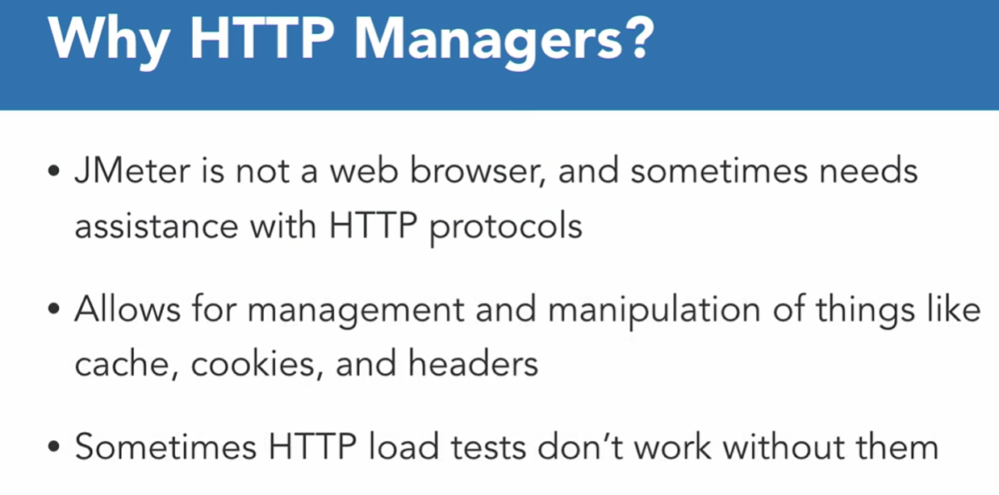 Why HTTP Managers?
• JMeter is not a web browser, and sometimes needs
assistance with HTTP protocols
• Allows for management and manipulation of things like
cache, cookies, and headers
• Sometimes HTTP load tests don’t work without them